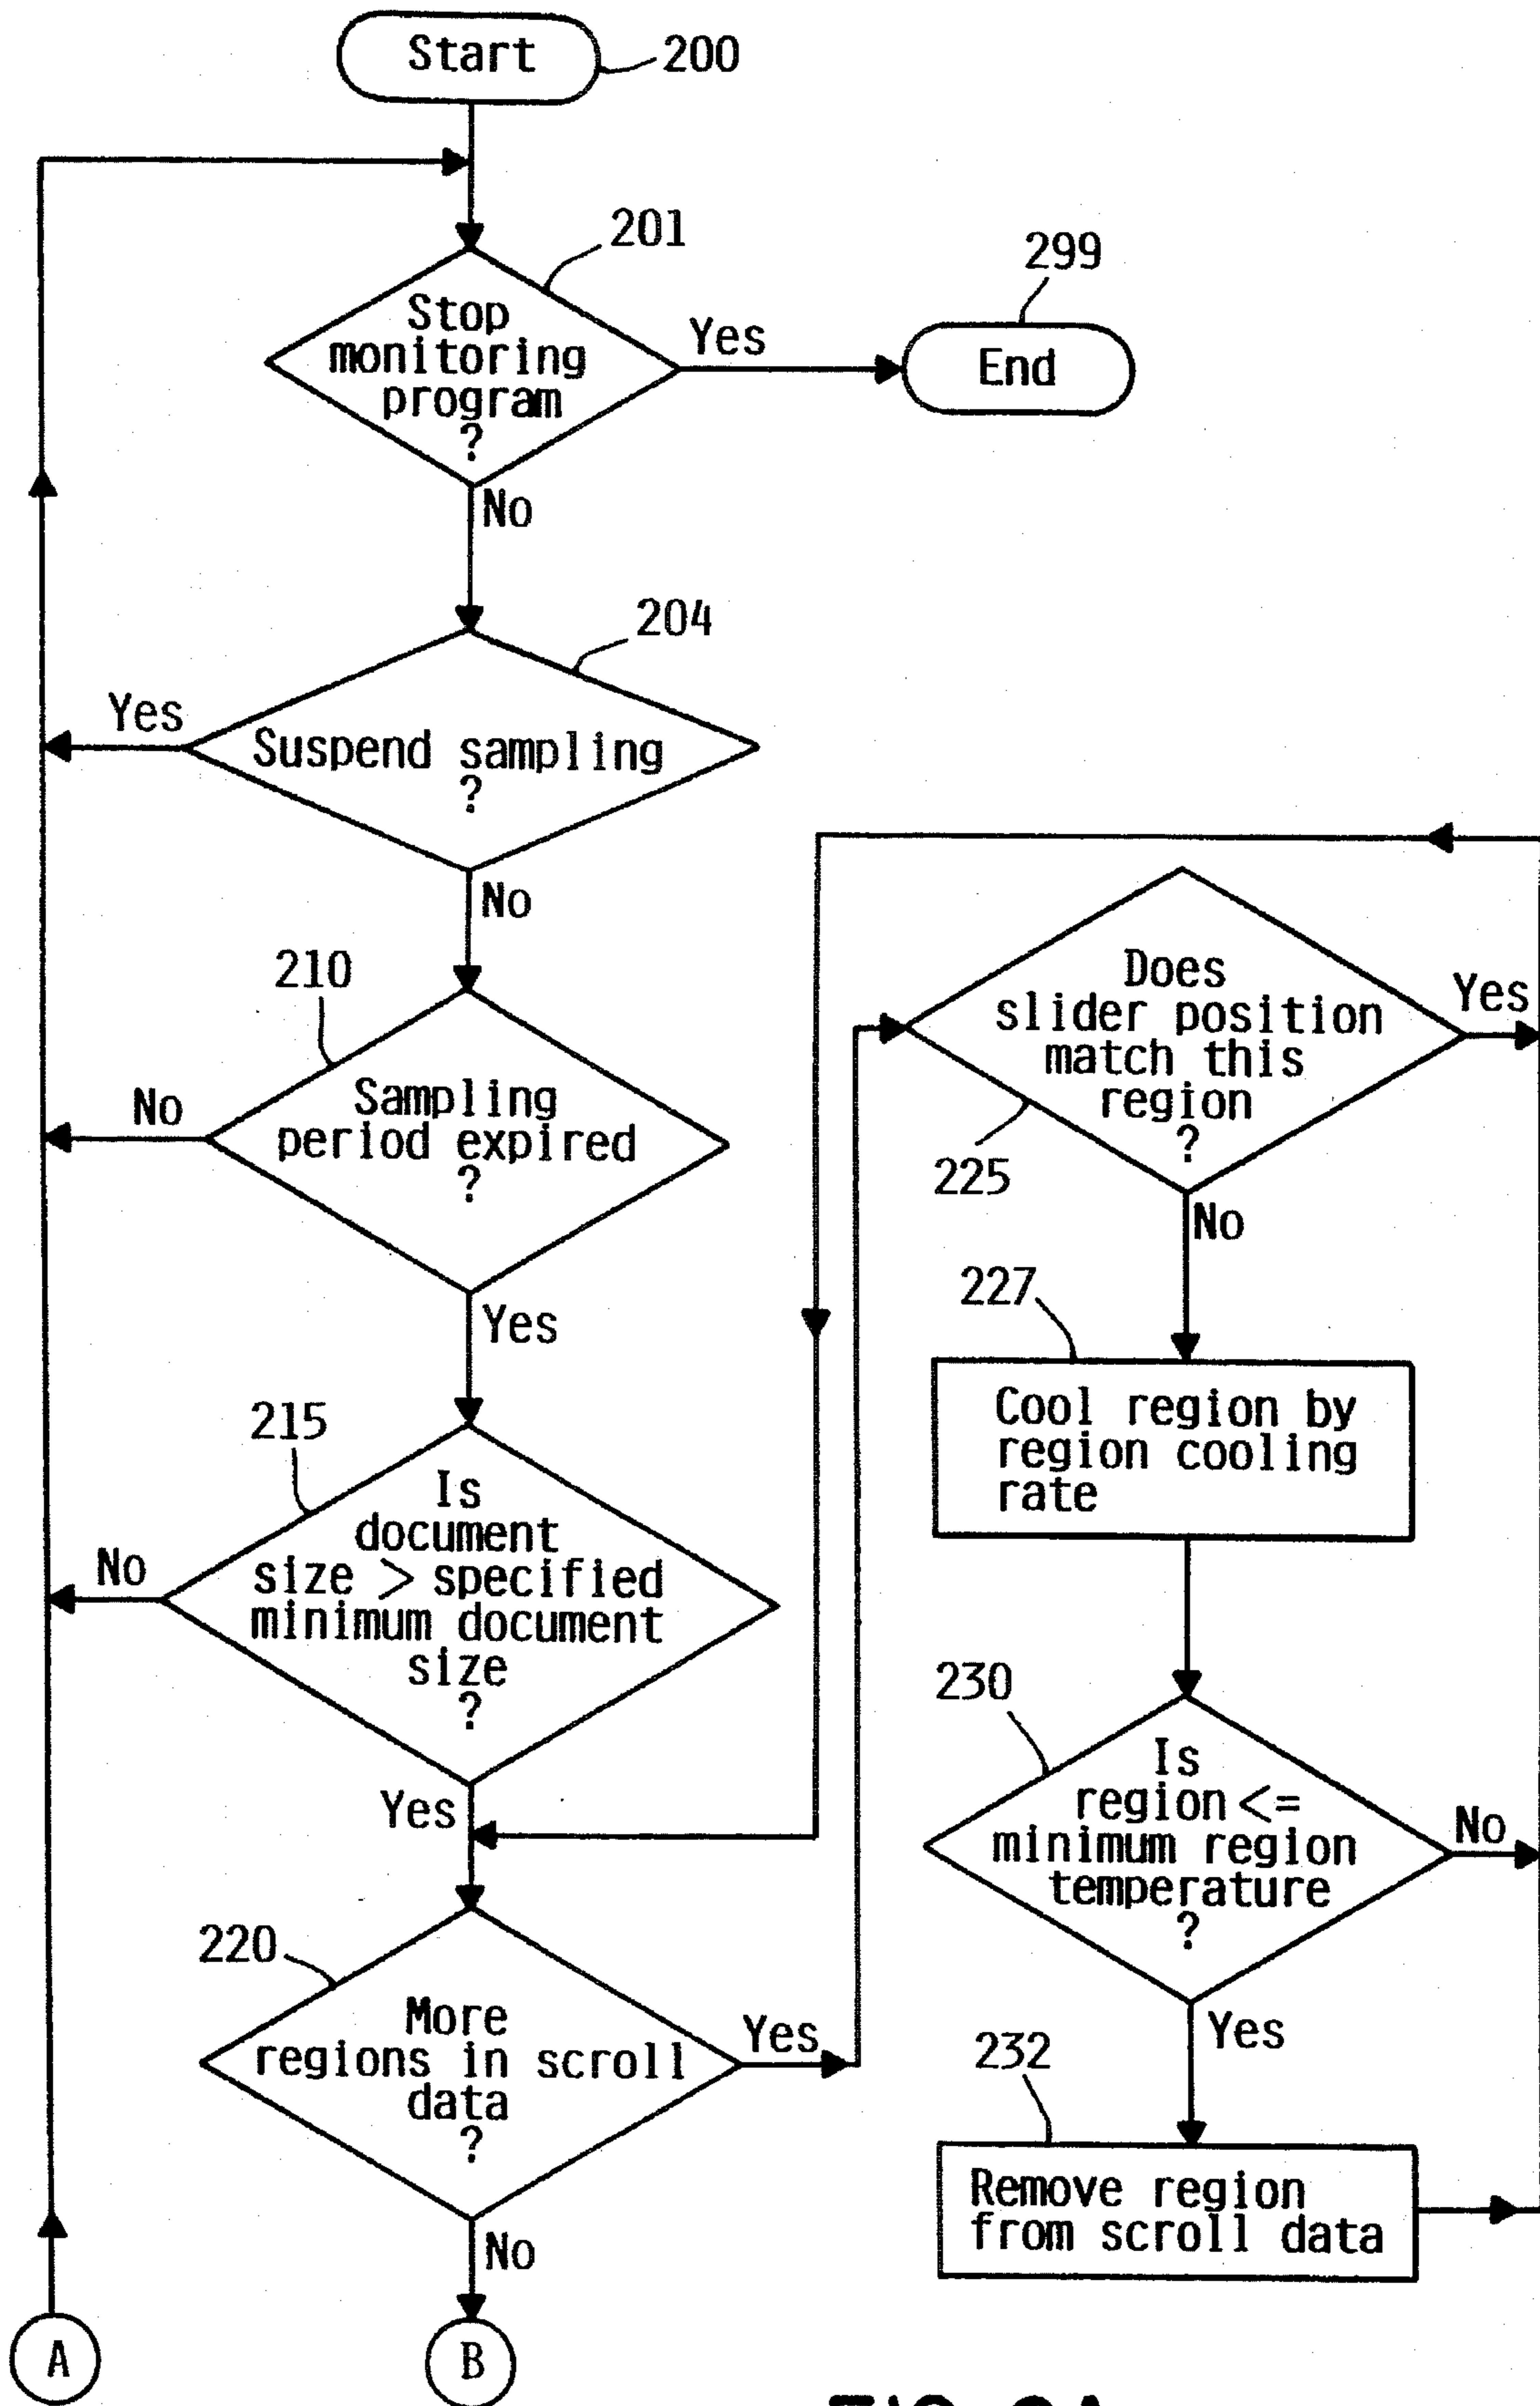 Start
200
201
Stop
monitoring
program
?
Yes
299
End
No
204
Suspend sampling
?
Yes
No
210
Sampling
period expired
?
No
Yes
215
Is
document
size > specified
minimum document
size
?
No
Yes
220
More
regions in scroll
data
?
Yes
No
A
B
Does
slider position
match this
region
?
225
Yes
No
227
Cool region by
region cooling
rate
230
Is
region <=
minimum region
temperature
?
No
Yes
232
Remove region
from scroll data